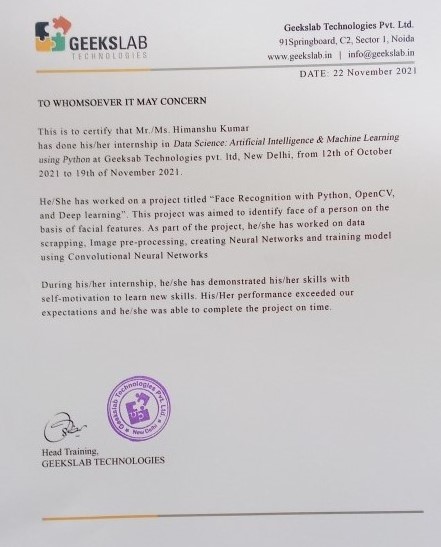 GEEKSLAB
TECHNOLOGIES
Geekslab Technologies Pvt. Ltd.
91Springboard, C2, Sector 1, Noida
www.geekslab.in | info@geekslab.in
DATE: 22 November 2021
TO WHOMSOEVER IT MAY CONCERN
This is to certify that Mr./Ms. Himanshu Kumar
has done his/her internship in Data Science: Artificial Intelligence & Machine Learning
using Python at Geeksab Technologies pvt. ltd, New Delhi, from 12th of October
2021 to 19th of November 2021.
He/She has worked on a project titled “Face Recognition with Python, OpenCV,
and Deep learning”. This project was aimed to identify face of a person on the
basis of facial features. As part of the project, he/she has worked on data
scrapping, Image pre-processing, creating Neural Networks and training model
using Convolutional Neural Networks
During his/her internship, he/she has demonstrated his/her skills with
self-motivation to learn new skills. His/Her performance exceeded our
expectations and he/she was able to complete the project on time.
Geekslab Technologies Pvt. Ltd.
New Delhi
Head Training,
GEEKSLAB TECHNOLOGIES